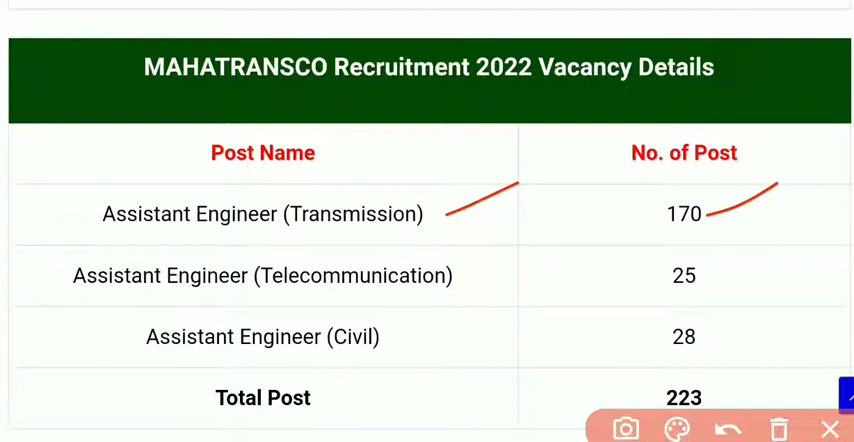 MAHATRANSCO Recruitment 2022 Vacancy Details
Post Name No. of Post
Assistant Engineer (Transmission) 170
Assistant Engineer (Telecommunication) 25
Assistant Engineer (Civil) 28
Total Post 223